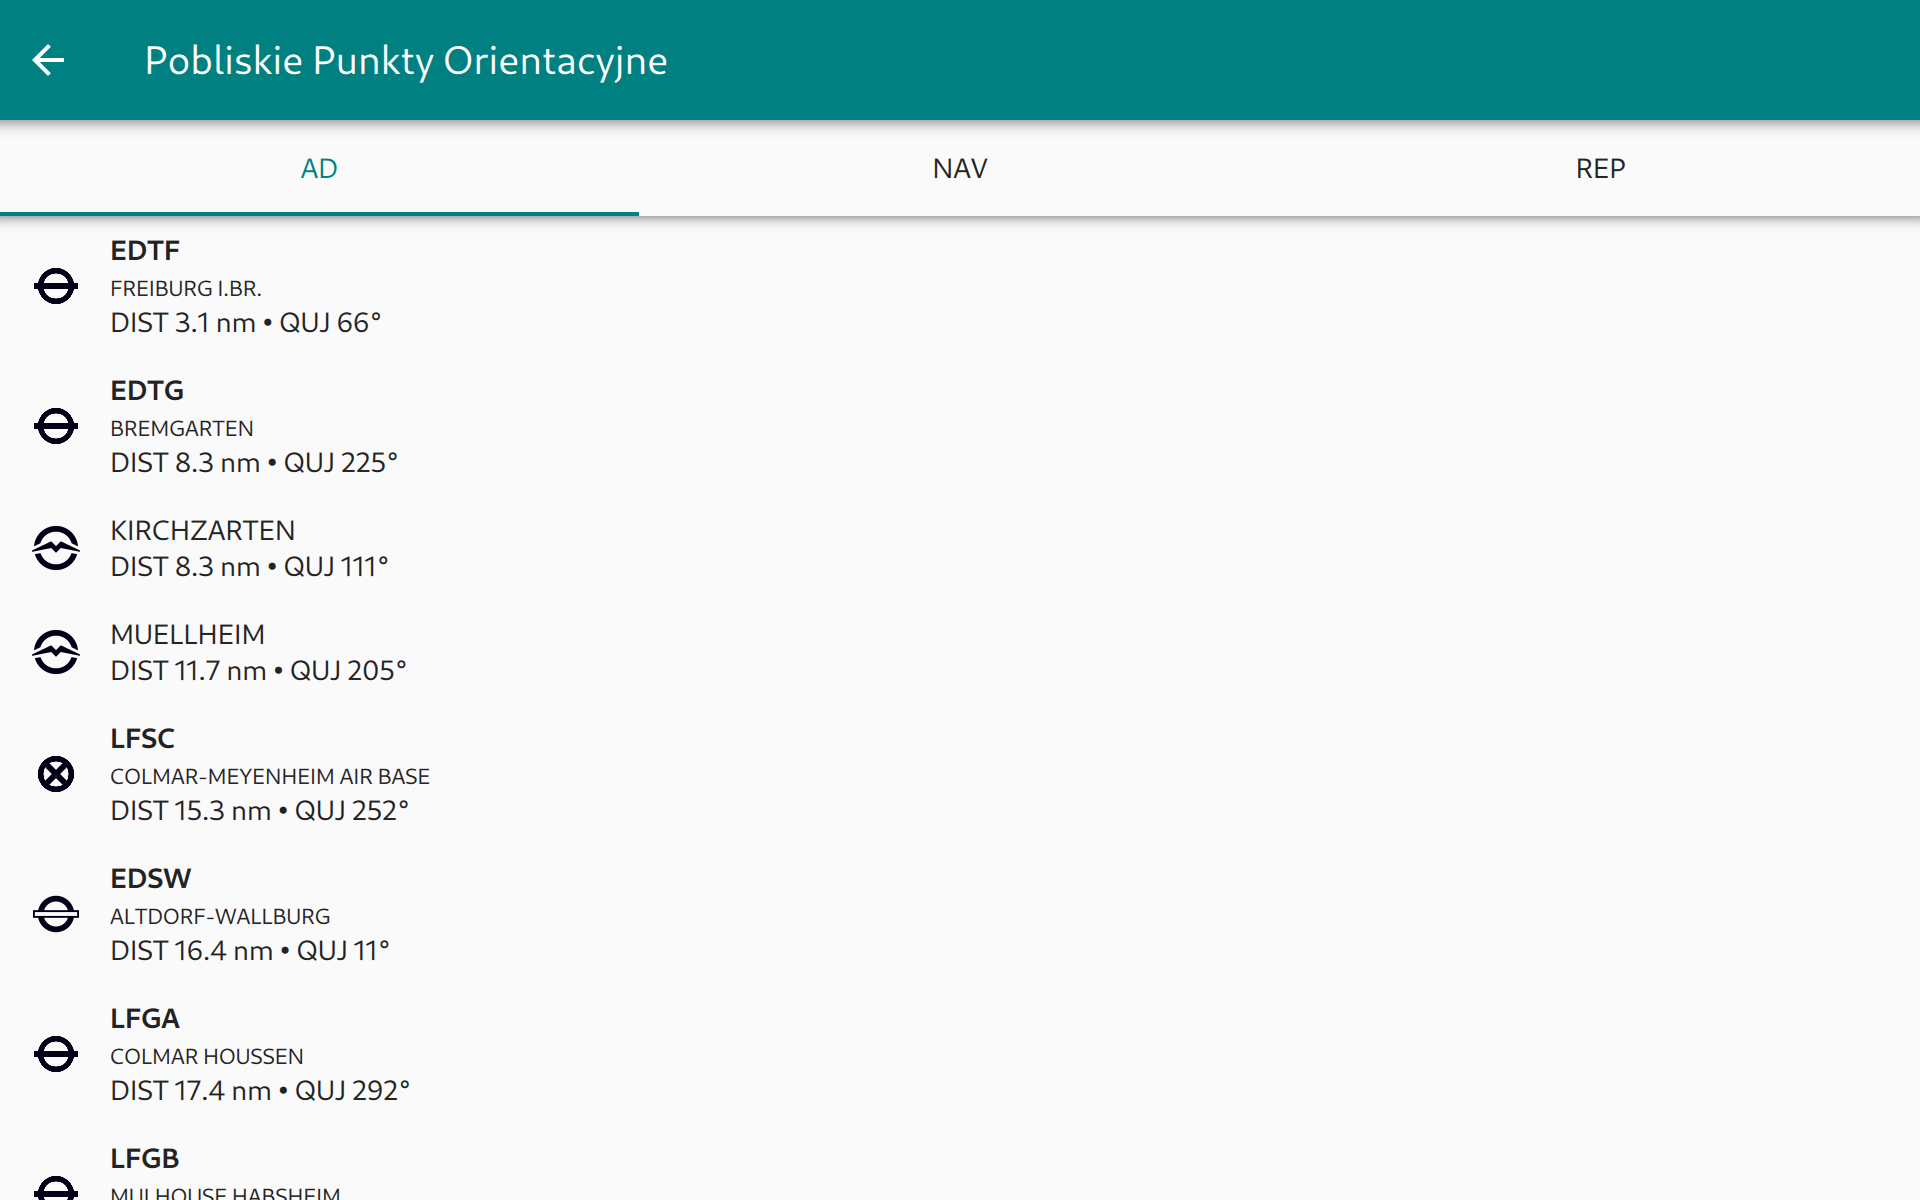 Pobliskie Punkty Orientacyjne
AD
NAV
REP
EDTF
FREIBURG I.BR.
DIST 3.1 nm • QUJ 66°
EDTG
BREMGARTEN
DIST 8.3 nm • QUJ 225°
KIRCHZARTEN
DIST 8.3 nm • QUJ 111°
MUELLHEIM
DIST 11.7 nm • QUJ 205°
LFSC
COLMAR-MEYENHEIM AIR BASE
DIST 15.3 nm • QUJ 252°
EDSW
ALTDORF-WALLBURG
DIST 16.4 nm • QUJ 11°
LFGA
COLMAR HOUSSEN
DIST 17.4 nm • QUJ 292°
LFGB
MULHOUSE HABSHEIM